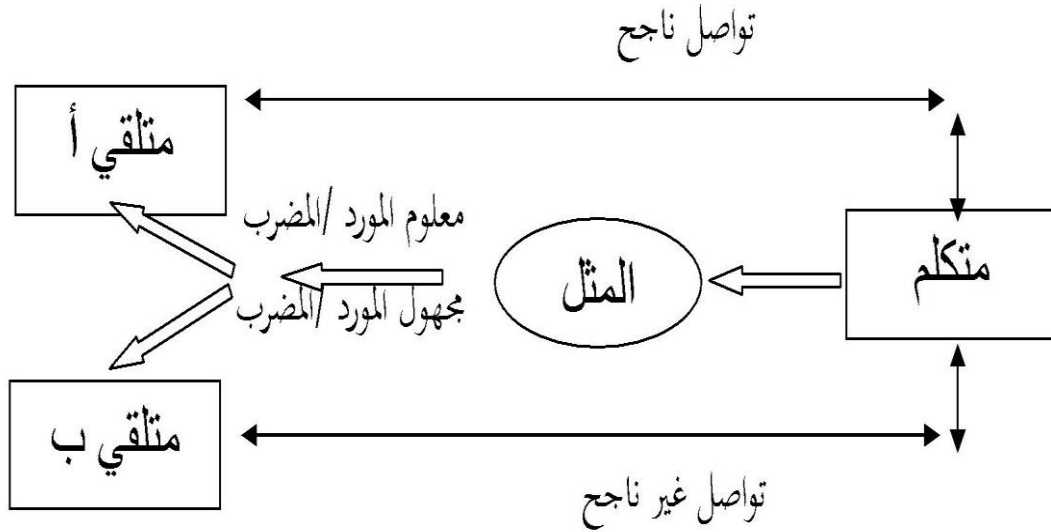 تواصل ناجح
متلقي أ
معلوم المورد /المضرب
متكلم
المثل
مجهول المورد /المضرب
متلقي ب
تواصل غير ناجح